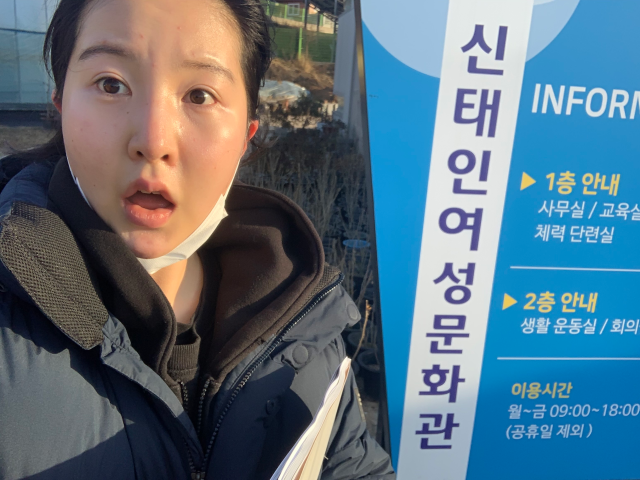 신태인여성문화관
INFORM
▶ 1층 안내
사무실 / 교육실
체력 단련실
▶ 2층 안내
생활 운동실 / 회의
이용시간
월~금 09:00~18:00
(공휴일 제외)